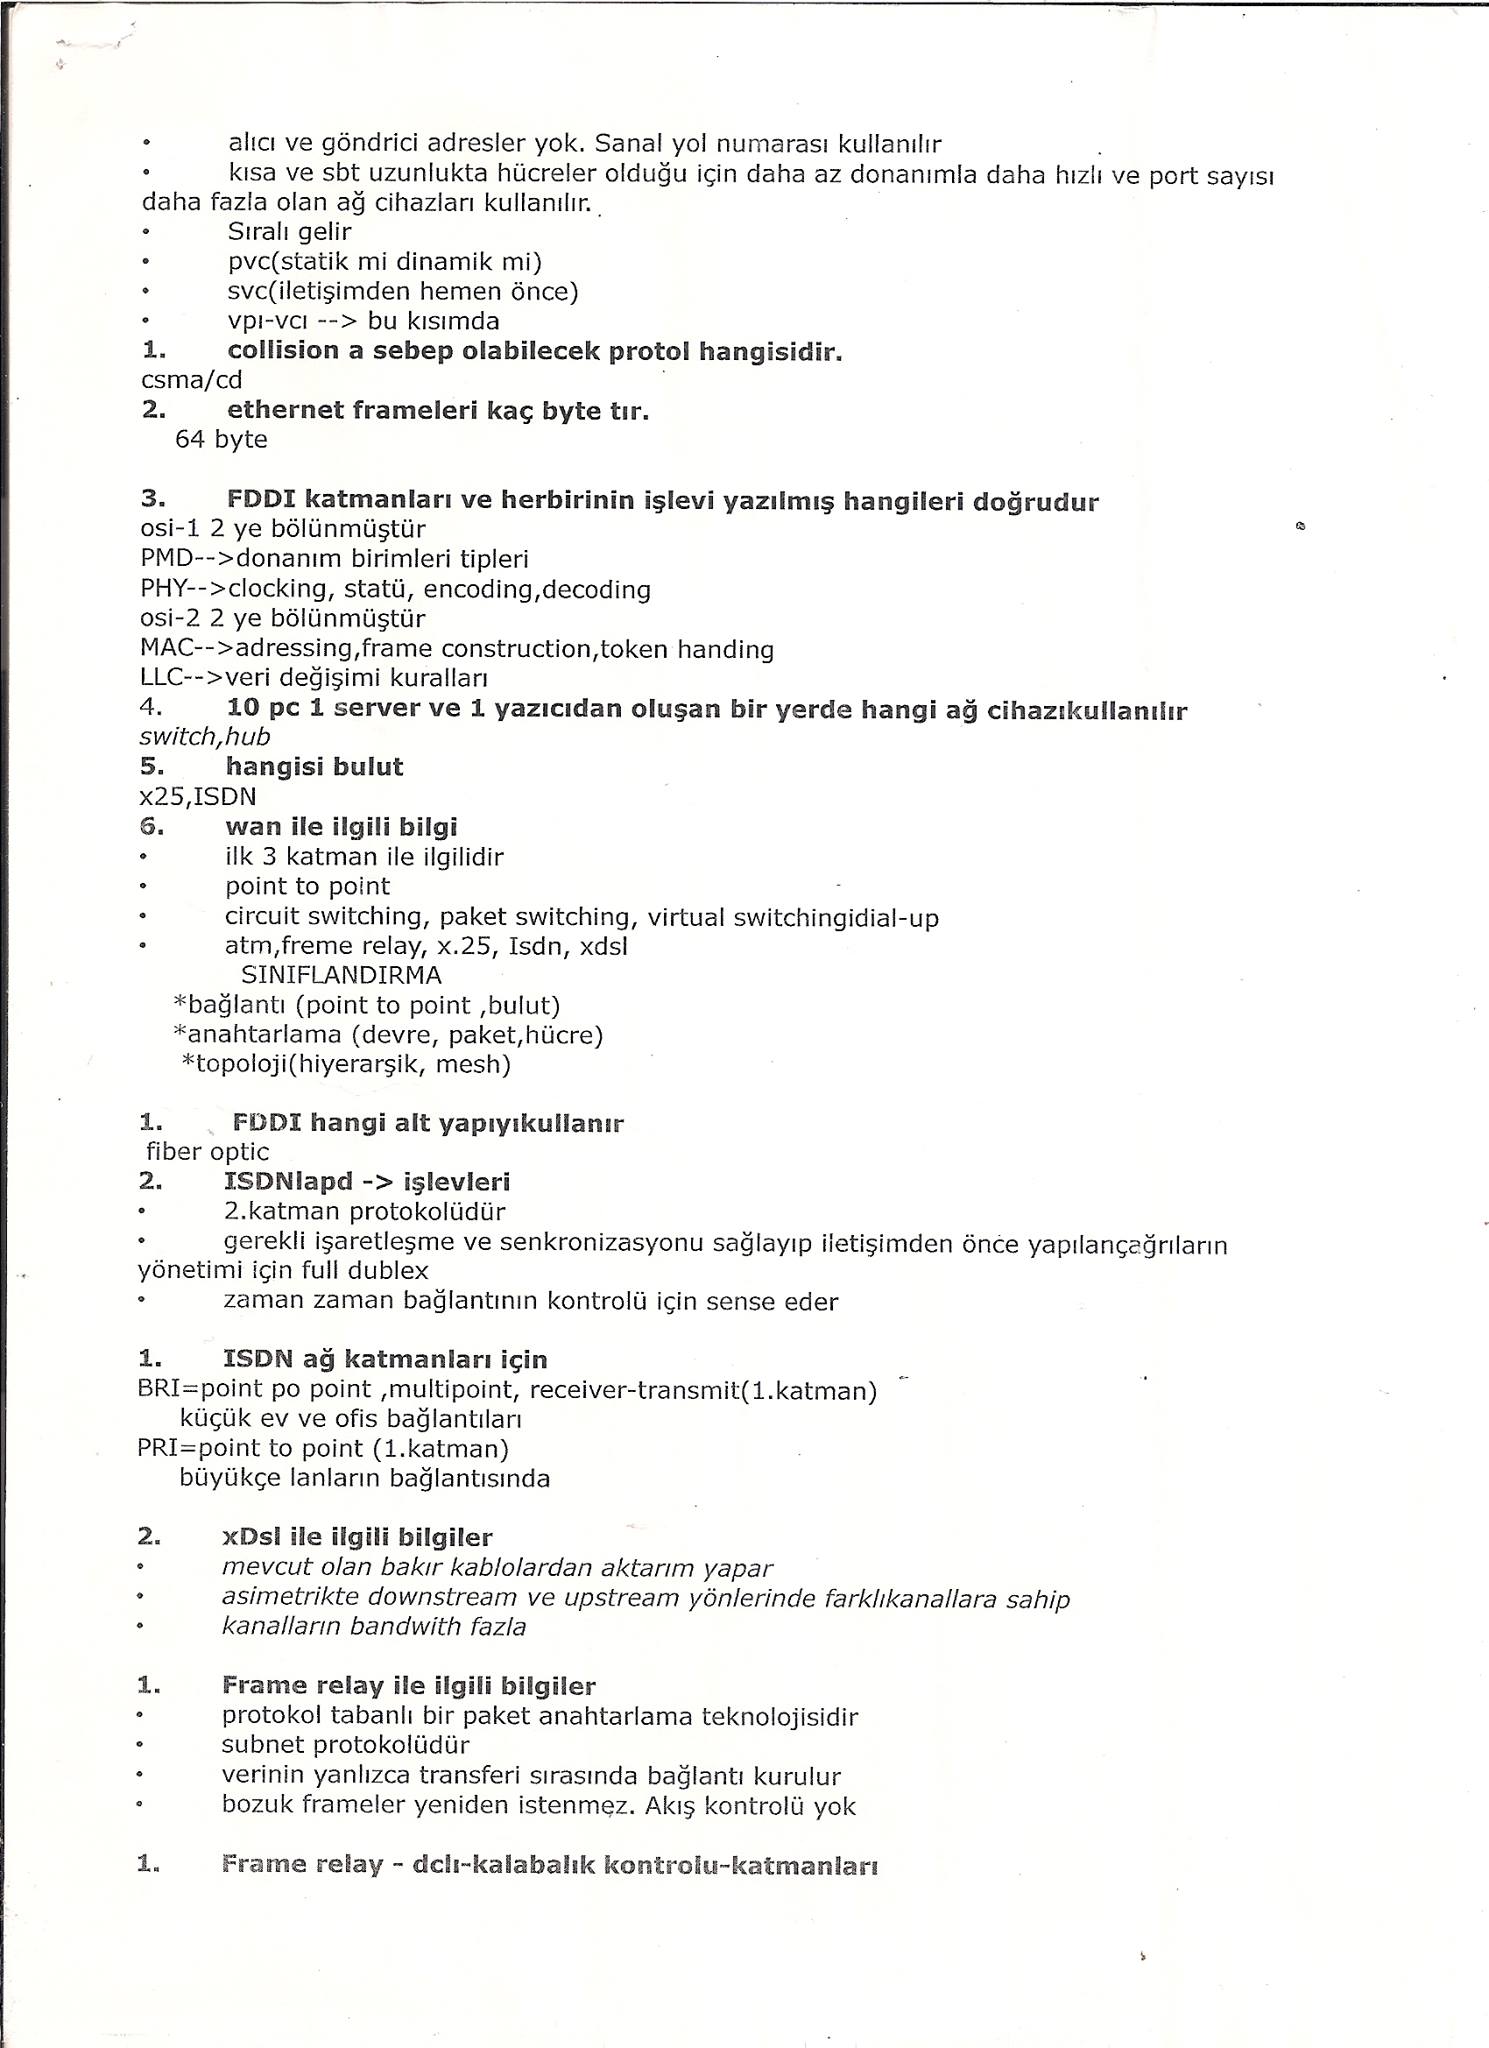 • alıcı ve göndrici adresler yok. Sanal yol numarası kullanılır
• kısa ve sbt uzunlukta hücreler olduğu için daha az donanımla daha hızlı ve port sayısı
daha fazla olan ağ cihazları kullanılır.
• Sıralı gelir
• pvc(statik mi dinamik mi)
• svc(iletişimden hemen önce)
• vpı-vcı --> bu kısımda
1. collision a sebep olabilecek protol hangisidir.
csma/cd
2. ethernet frameleri kaç byte tır.
64 byte
3. FDDI katmanları ve herbirinin işlevi yazılmış hangileri doğrudur
osi-1 2 ye bölünmüştür
PMD-->donanım birimleri tipleri
PHY-->clocking, statü, encoding,decoding
osi-2 2 ye bölünmüştür
MAC-->adressing,frame construction,token handing
LLC-->veri değişimi kuralları
4. 10 pc 1 server ve 1 yazıcıdan oluşan bir yerde hangi ağ cihazıkullanılır
switch,hub
5. hangisi bulut
x25,ISDN
6. wan ile ilgili bilgi
• ilk 3 katman ile ilgilidir
• point to point
• circuit switching, paket switching, virtual switchingidial-up
• atm,freme relay, x.25, Isdn, xdsl
SINIFLANDIRMA
*bağlantı (point to point ,bulut)
*anahtarlama (devre, paket,hücre)
*topoloji(hiyerarşik, mesh)
1. FDDI hangi alt yapıyıkullanır
fiber optic
2. ISDNlapd -> işlevleri
• 2.katman protokolüdür
• gerekli işaretleşme ve senkronizasyonu sağlayıp iletişimden önce yapılançağrıların
yönetimi için full dublex
• zaman zaman bağlantının kontrolü için sense eder
1. ISDN ağ katmanları için
BRI=point po point ,multipoint, receiver-transmit(1.katman)
küçük ev ve ofis bağlantıları
PRI=point to point (1.katman)
büyükçe lanların bağlantısında
2. xDsl ile ilgili bilgiler
• mevcut olan bakır kablolardan aktarım yapar
• asimetrikte downstream ve upstream yönlerinde farklıkanallara sahip
• kanalların bandwith fazla
1. Frame relay ile ilgili bilgiler
• protokol tabanlı bir paket anahtarlama teknolojisidir
• subnet protokolüdür
• verinin yanlızca transferi sırasında bağlantı kurulur
• bozuk frameler yeniden istenmez. Akış kontrolü yok
1. Frame relay - dclı-kalabalık kontrolu-katmanları